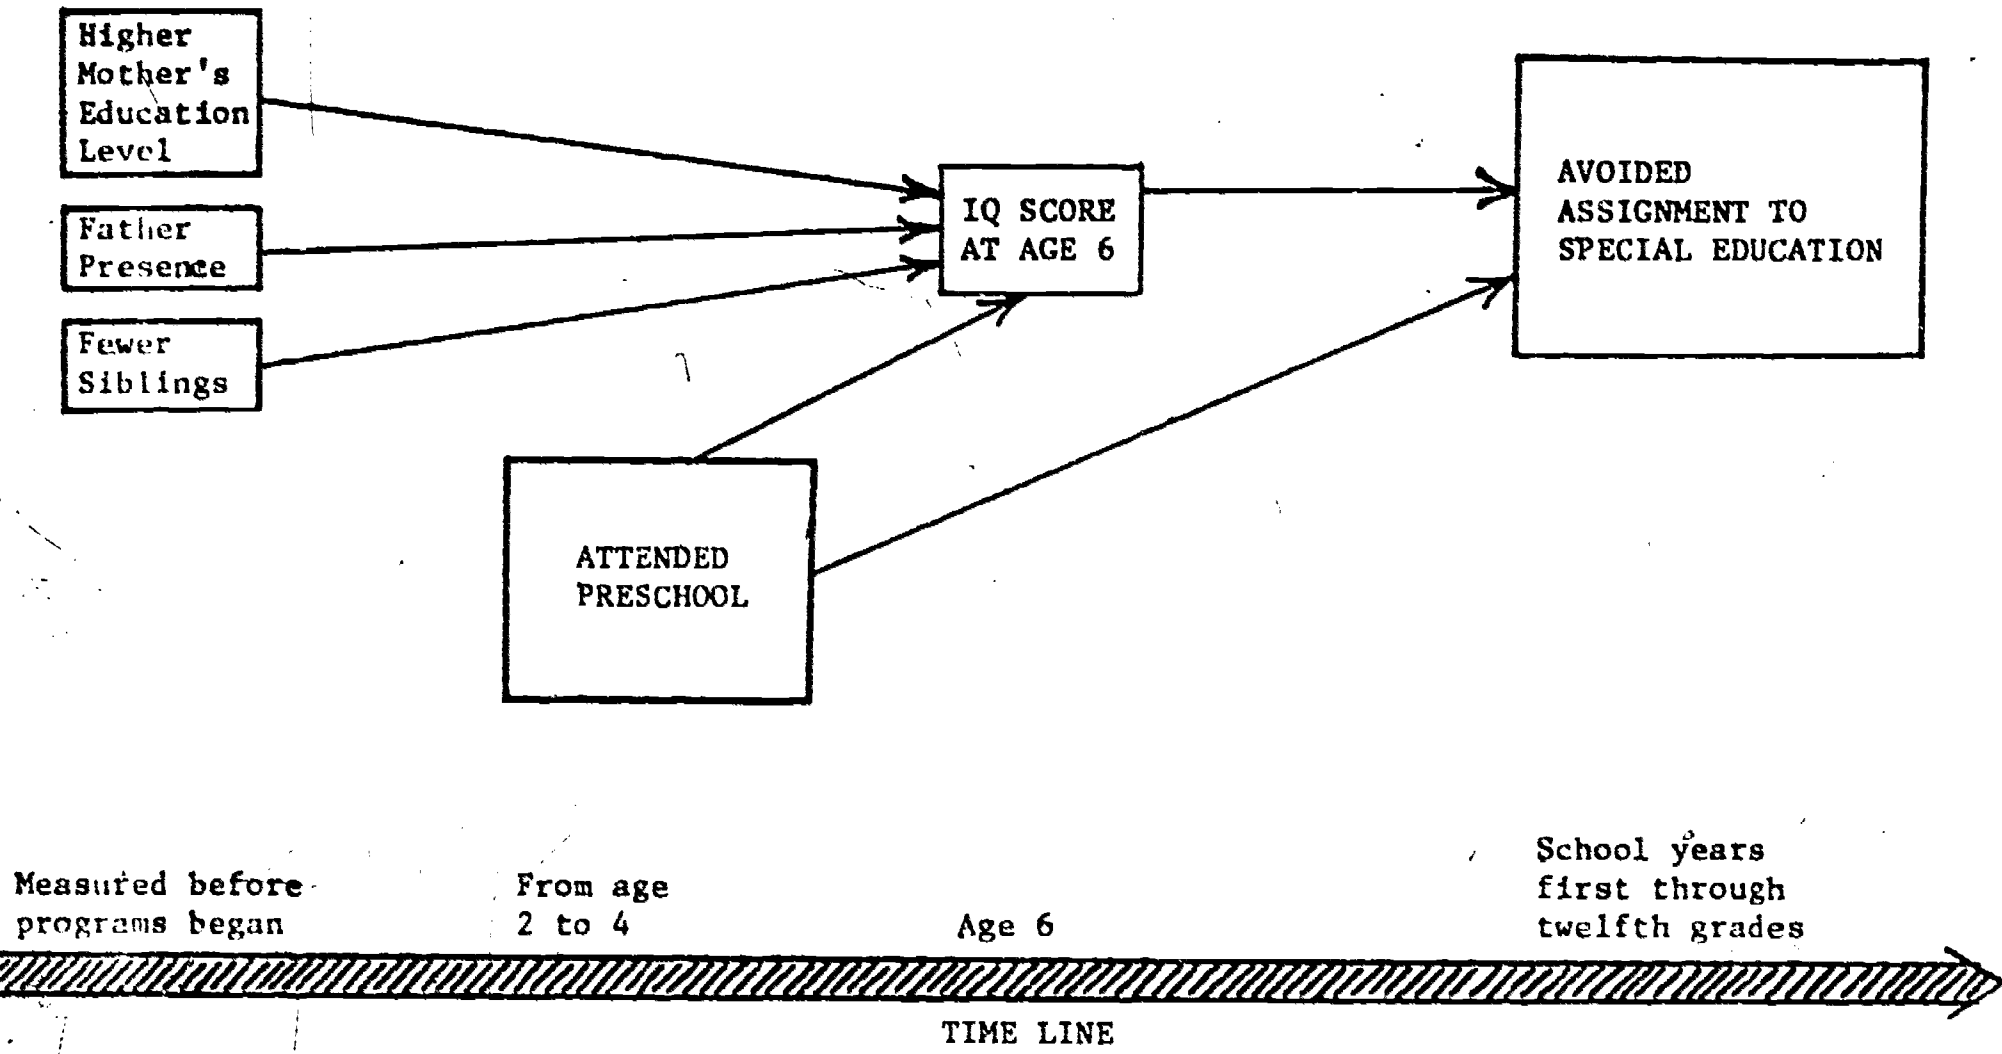 Higher
Mother's
Education
Level
Father
Presence
Fewer
Siblings
IQ SCORE
AT AGE 6
AVOIDED
ASSIGNMENT TO
SPECIAL EDUCATION
ATTENDED
PRESCHOOL
Measured before
programs began
From age
2 to 4
Age 6
School years
first through
twelfth grades
TIME LINE